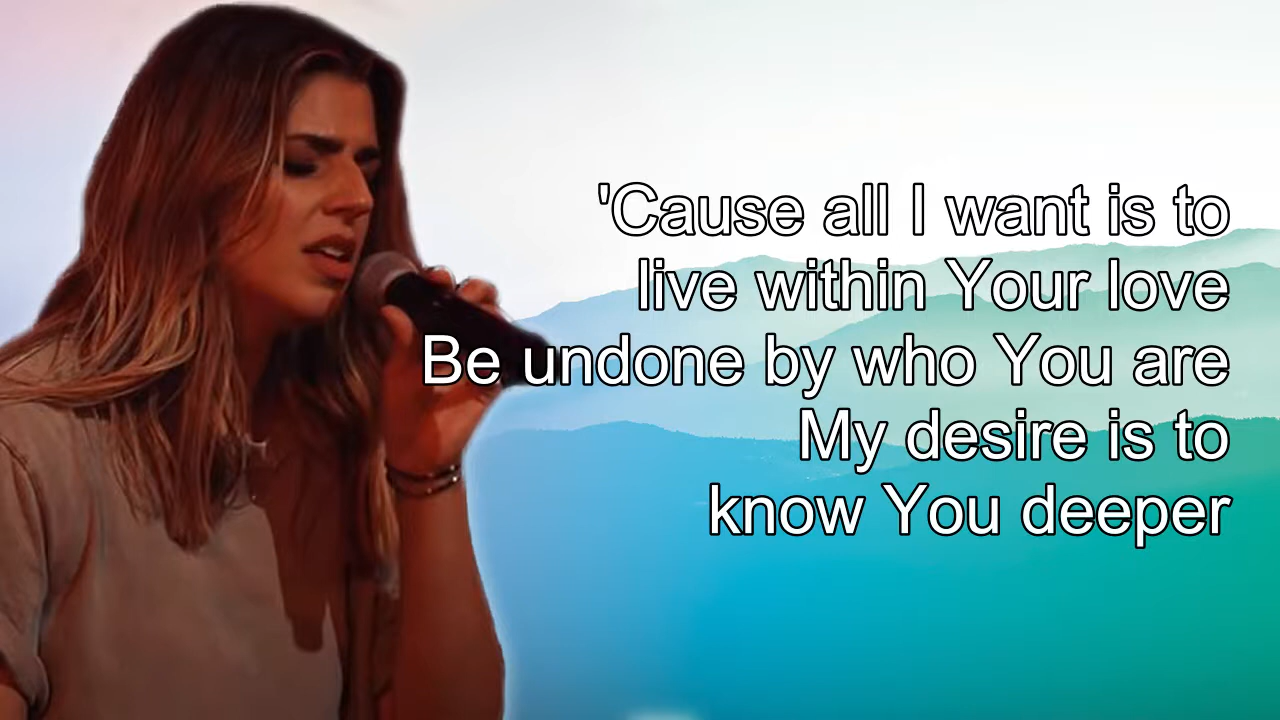 'Cause all I want is to
live within Your love
Be undone by who You are
My desire is to
know You deeper